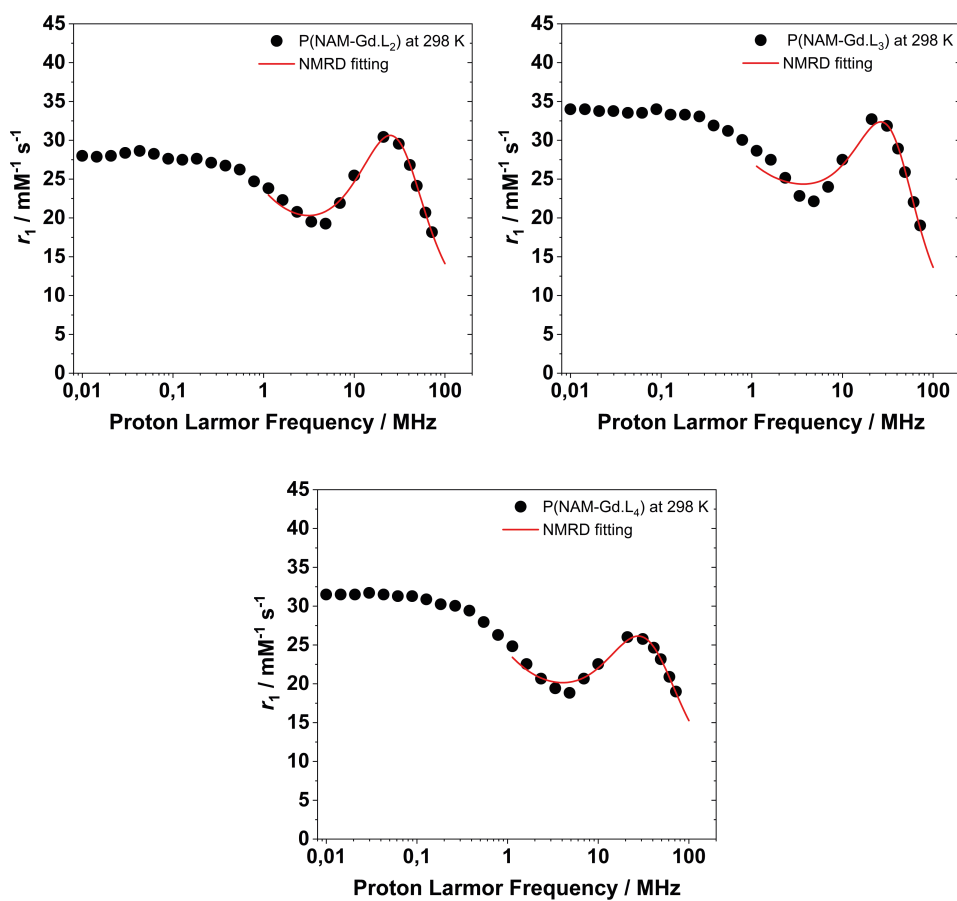 P(NAM-Gd.L2) at 298 K
NMRD fitting
r1 / mM-1 s-1
45
40
35
30
25
20
15
10
5
0
0,01 0,1 1 10 100
Proton Larmor Frequency / MHz
P(NAM-Gd.L3) at 298 K
NMRD fitting
r1 / mM-1 s-1
45
40
35
30
25
20
15
10
5
0
0,01 0,1 1 10 100
Proton Larmor Frequency / MHz
P(NAM-Gd.L4) at 298 K
NMRD fitting
r1 / mM-1 s-1
45
40
35
30
25
20
15
10
5
0
0,01 0,1 1 10 100
Proton Larmor Frequency / MHz